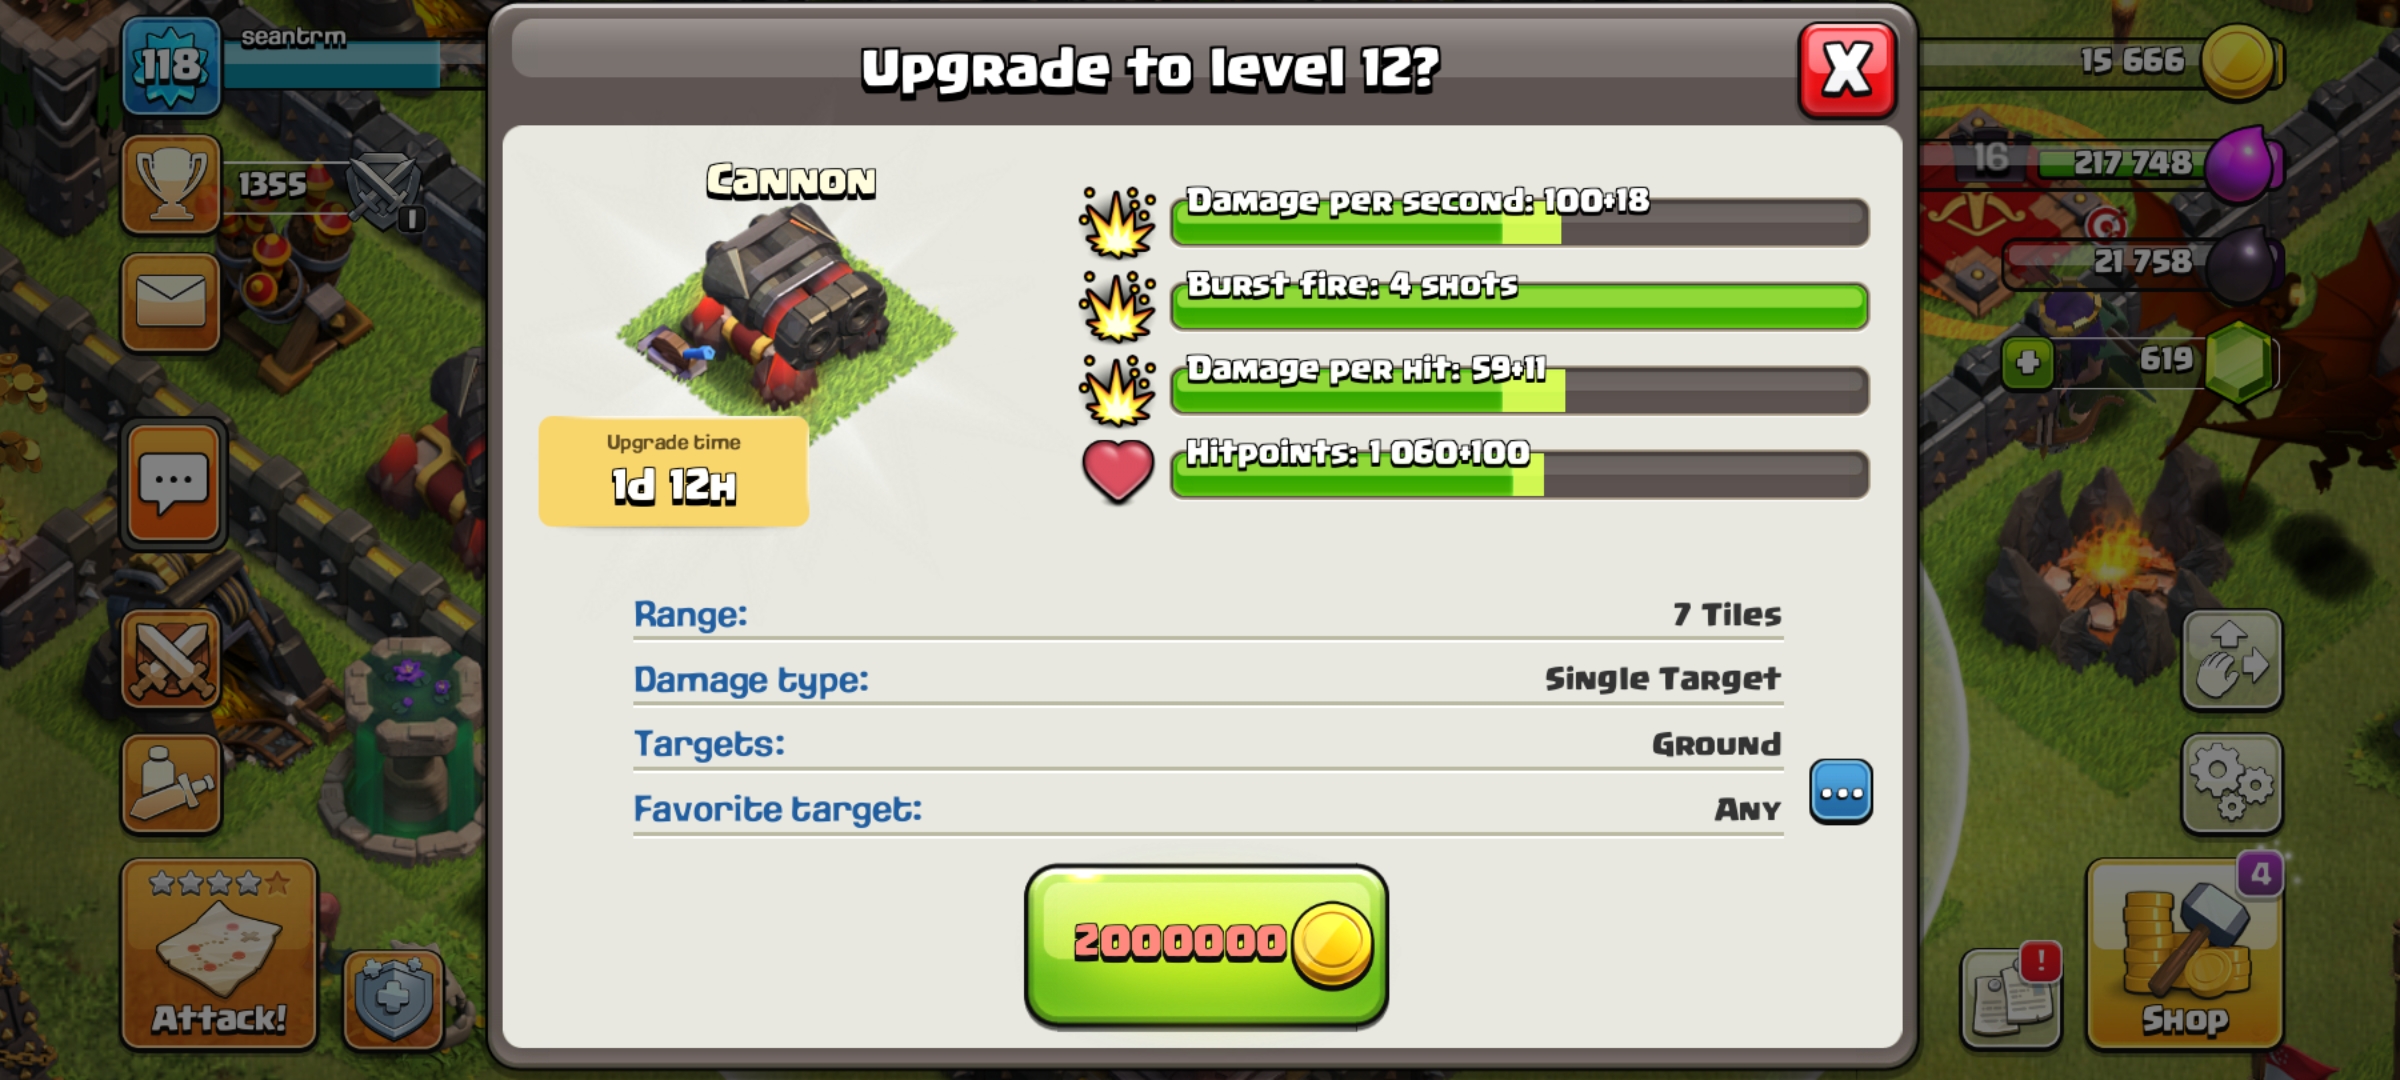 118
seantrm
1355
I
Attack!
Upgrade to level 12?
X
Cannon
Upgrade time
1d 12H
Damage per second: 100+18
Burst fire: 4 shots
Damage per hit: 59+11
Hitpoints: 1 060+100
Range: 7 Tiles
Damage type: Single Target
Targets: Ground
Favorite target: Any
2000000
15 666
16
217 748
21 758
619
4
!
Shop